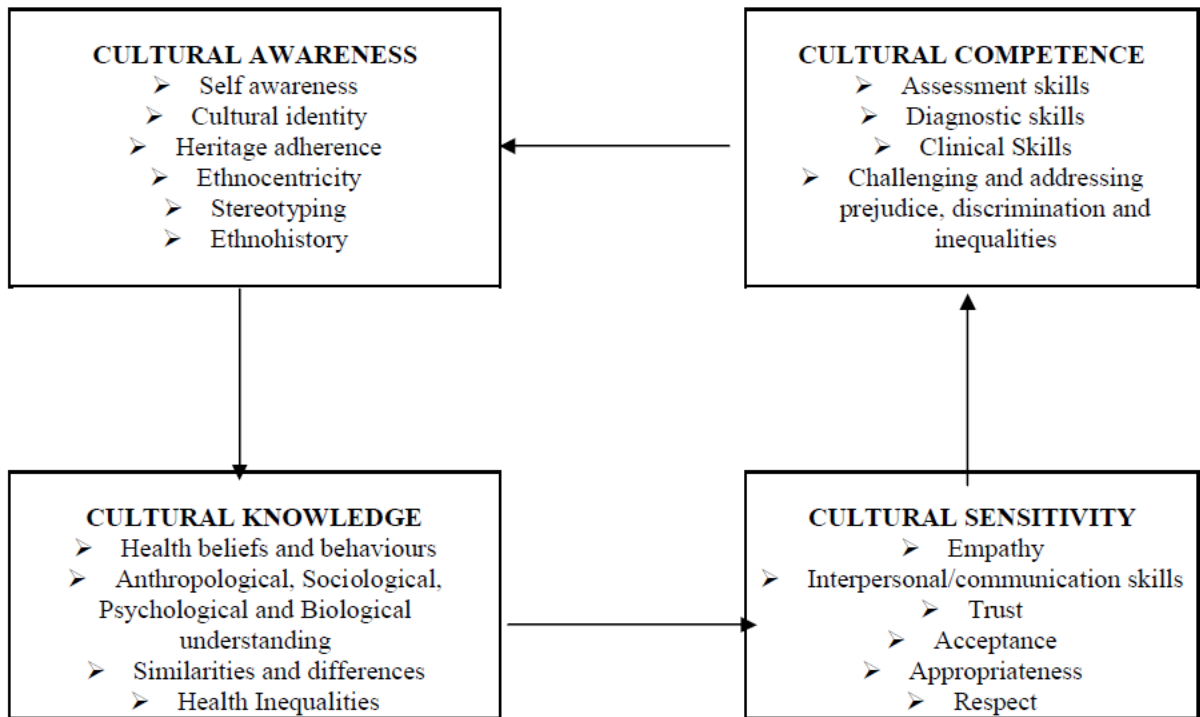 CULTURAL AWARENESS
➢ Self awareness
➢ Cultural identity
➢ Heritage adherence
➢ Ethnocentricity
➢ Stereotyping
➢ Ethnohistory
CULTURAL COMPETENCE
➢ Assessment skills
➢ Diagnostic skills
➢ Clinical Skills
➢ Challenging and addressing
prejudice, discrimination and
inequalities
CULTURAL KNOWLEDGE
➢ Health beliefs and behaviours
➢ Anthropological, Sociological,
Psychological and Biological
understanding
➢ Similarities and differences
➢ Health Inequalities
CULTURAL SENSITIVITY
➢ Empathy
➢ Interpersonal/communication skills
➢ Trust
➢ Acceptance
➢ Appropriateness
➢ Respect